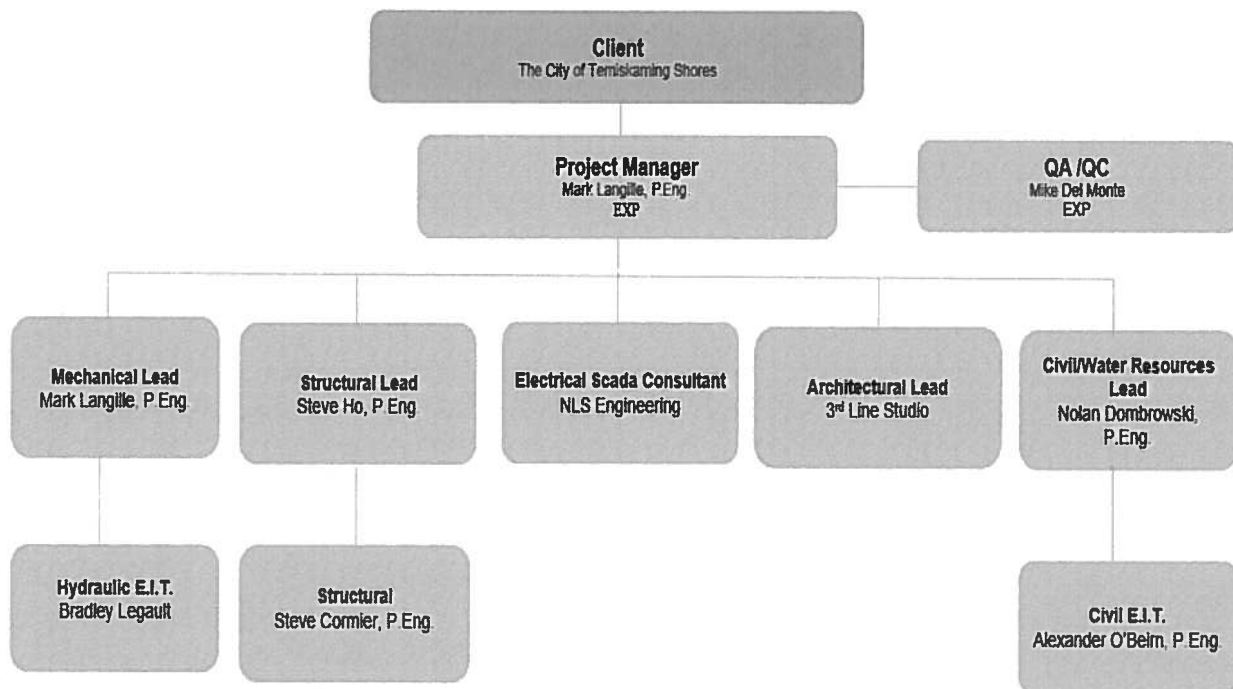 Client
The City of Temiskaming Shores
Project Manager
Mark Langille, P.Eng.
EXP
QA /QC
Mike Del Monte
EXP
Mechanical Lead
Mark Langille, P.Eng.
Structural Lead
Steve Ho, P.Eng.
Electrical Scada Consultant
NLS Engineering
Architectural Lead
3rd Line Studio
Civil/Water Resources
Lead
Nolan Dombrowski,
P.Eng.
Hydraulic E.I.T.
Bradley Legault
Structural
Steve Cormier, P.Eng.
Civil E.I.T.
Alexander O'Beirn, P.Eng.